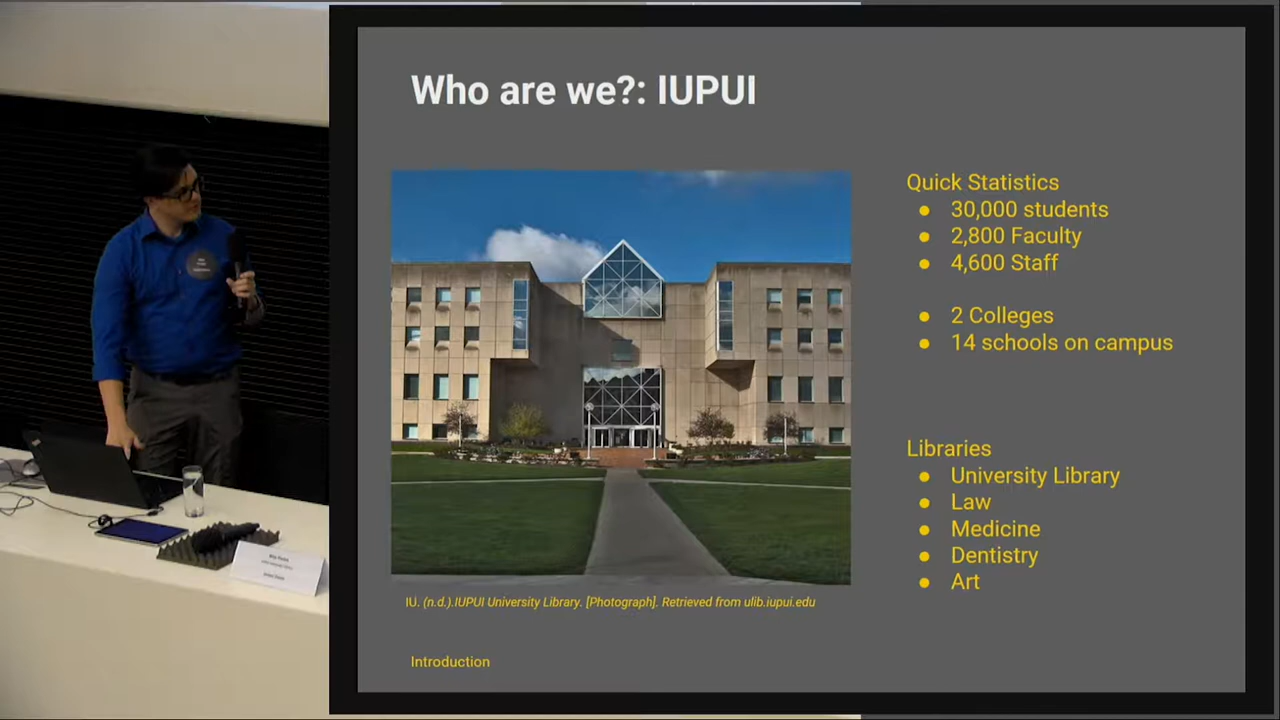 Who are we?: IUPUI
Quick Statistics
● 30,000 students
● 2,800 Faculty
● 4,600 Staff
● 2 Colleges
● 14 schools on campus
Libraries
● University Library
● Law
● Medicine
● Dentistry
● Art
IU. (n.d.).IUPUI University Library. [Photograph]. Retrieved from ulib.iupui.edu
Introduction